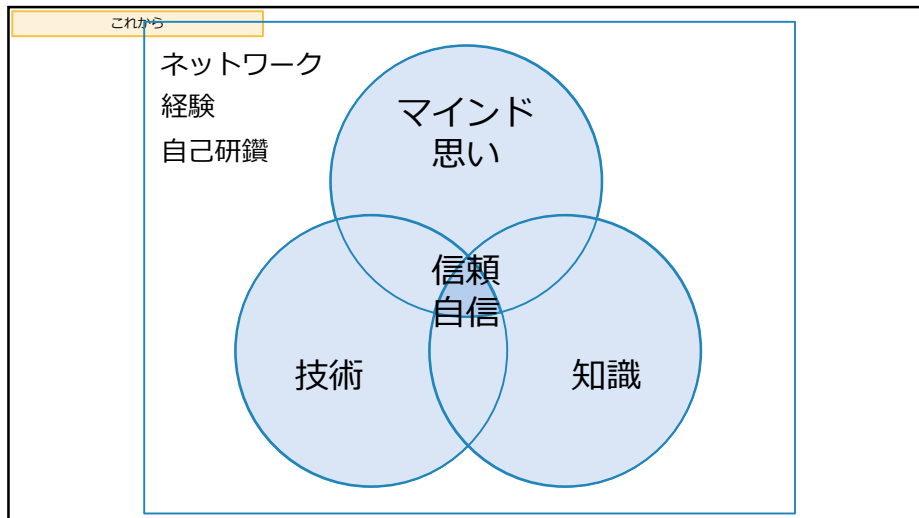 これから
ネットワーク
経験
自己研鑽
マインド
思い
信頼
自信
技術
知識